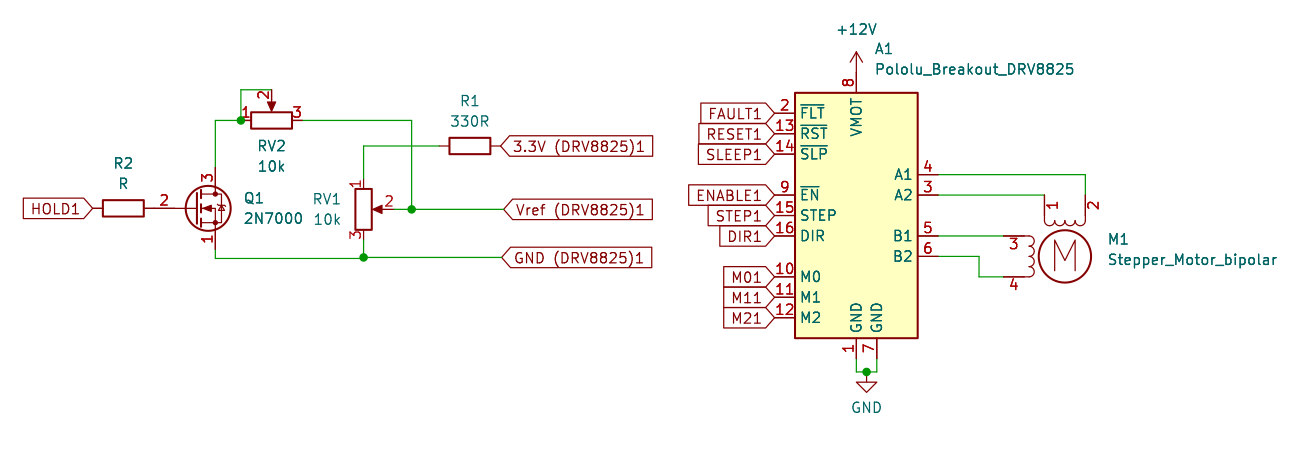 R2
R
HOLD1
2
3
1
Q1
2N7000
1
2
3
RV2
10k
R1
330R
3.3V (DRV8825)1
RV1
10k
1
2
3
Vref (DRV8825)1
GND (DRV8825)1
+12V
A1
Pololu_Breakout_DRV8825
8
VMOT
FAULT1
2
FLT
RESET1
13
RST
SLEEP1
14
SLP
ENABLE1
9
EN
STEP1
15
STEP
DIR1
16
DIR
M01
10
M0
M11
11
M1
M21
12
M2
A1
4
A2
3
B1
5
B2
6
GND
GND
1
7
GND
1
2
3
4
M
M1
Stepper_Motor_bipolar